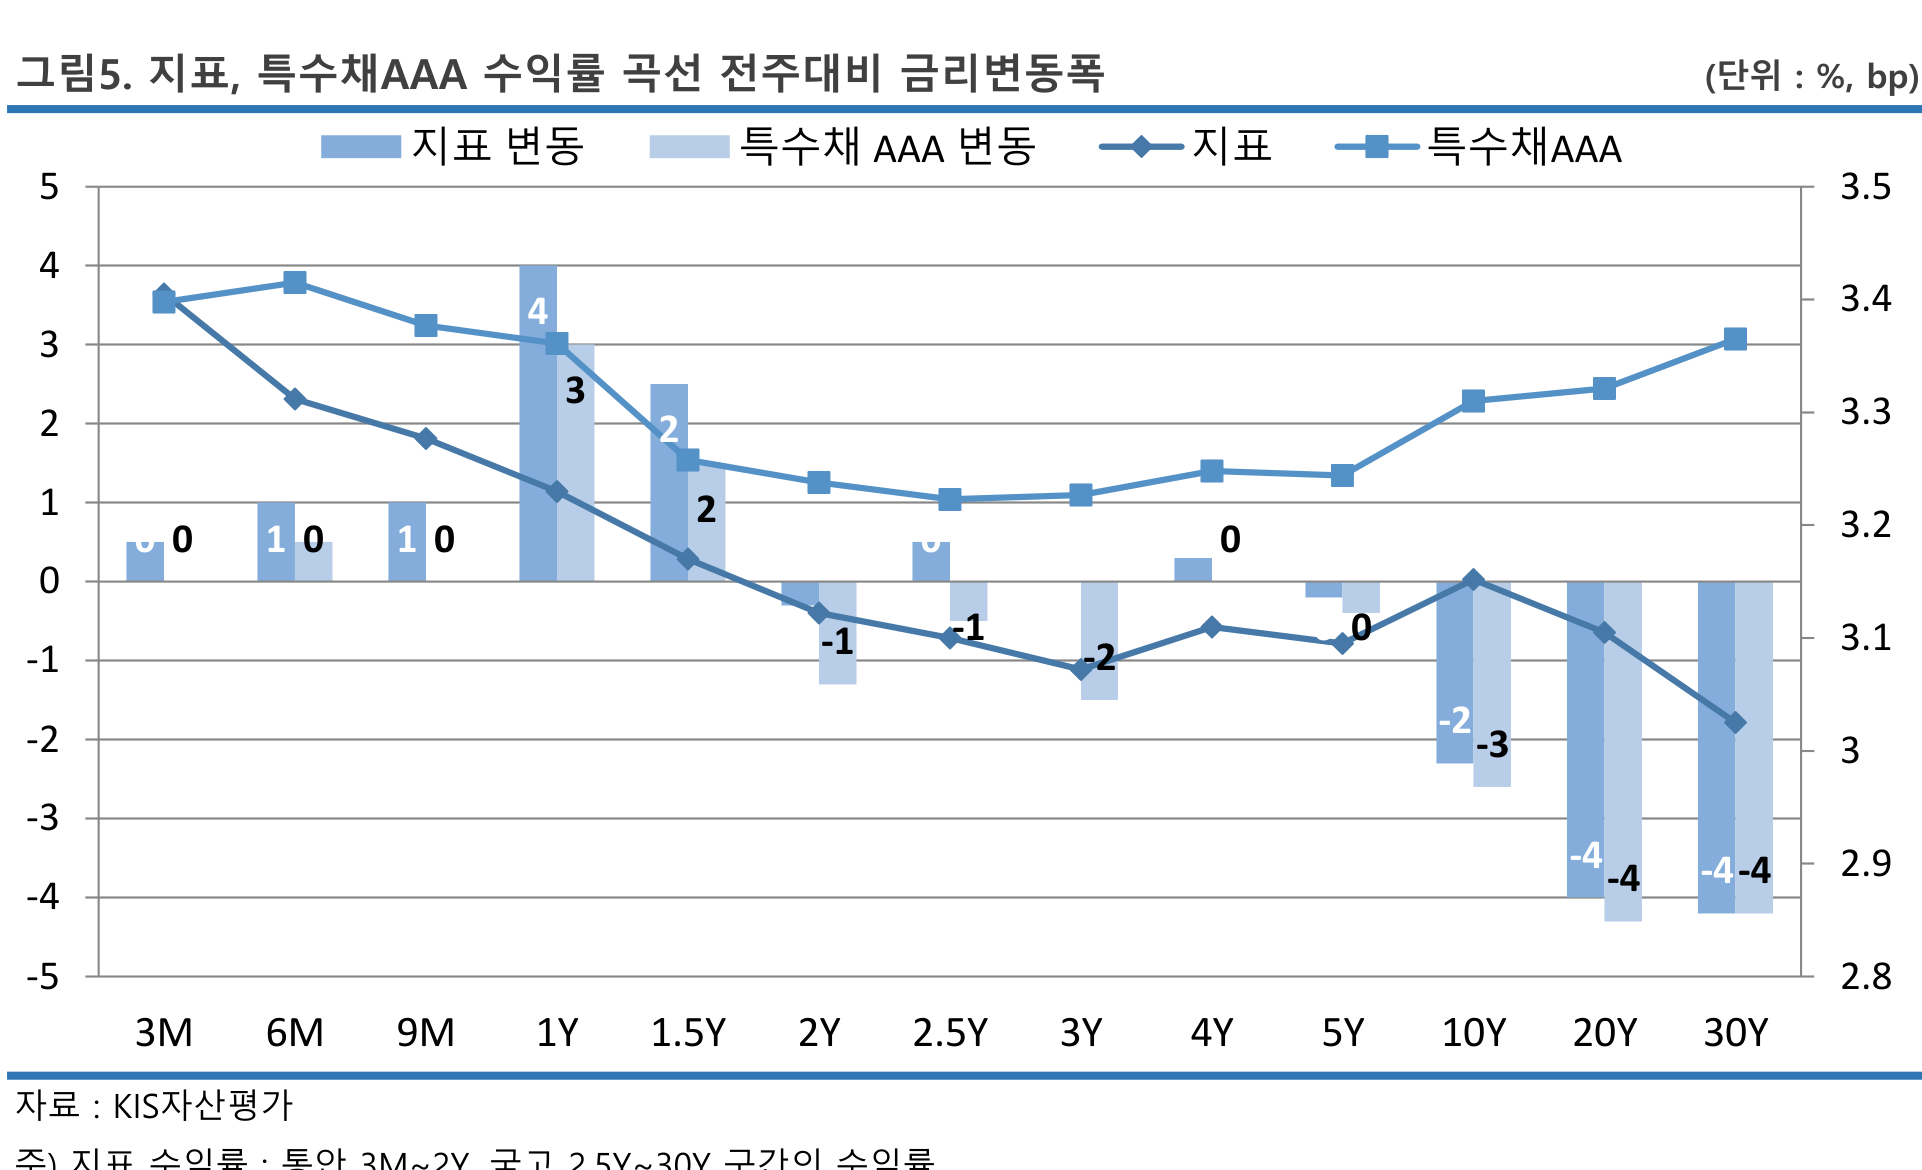 그림5. 지표, 특수채AAA 수익률 곡선 전주대비 금리변동폭 (단위 : %, bp)
지표 변동 특수채 AAA 변동 지표 특수채AAA
5 3.5
4 3.4
3 3.3
2 3.2
1 3.1
0 3
-1 2.9
-2 2.8
-3
-4
-5
0 0 1 0 1 0 4 3 2 2 -1 0 -1 -2 0 0 -2 -3 -4 -4 -4 -4
3M 6M 9M 1Y 1.5Y 2Y 2.5Y 3Y 4Y 5Y 10Y 20Y 30Y
자료 : KIS자산평가
주) 지표 수익률 : 통안 3M~2Y, 국고 2.5Y~30Y 구간의 수익률